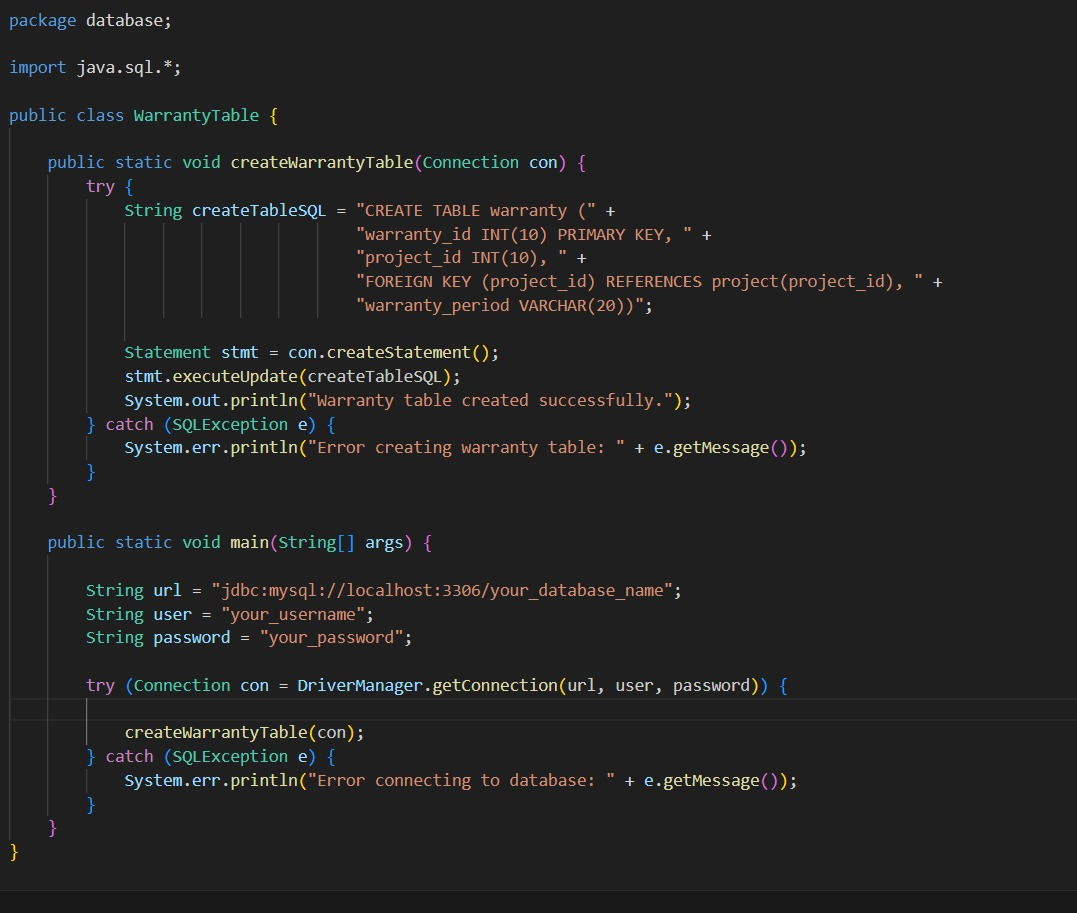 package database;
import java.sql.*;
public class WarrantyTable {
public static void createWarrantyTable(Connection con) {
try {
String createTableSQL = "CREATE TABLE warranty (" +
"warranty_id INT(10) PRIMARY KEY, " +
"project_id INT(10), " +
"FOREIGN KEY (project_id) REFERENCES project(project_id), " +
"warranty_period VARCHAR(20))";
Statement stmt = con.createStatement();
stmt.executeUpdate(createTableSQL);
System.out.println("Warranty table created successfully.");
} catch (SQLException e) {
System.err.println("Error creating warranty table: " + e.getMessage());
}
}
public static void main(String[] args) {
String url = "jdbc:mysql://localhost:3306/your_database_name";
String user = "your_username";
String password = "your_password";
try (Connection con = DriverManager.getConnection(url, user, password)) {
createWarrantyTable(con);
} catch (SQLException e) {
System.err.println("Error connecting to database: " + e.getMessage());
}
}
}